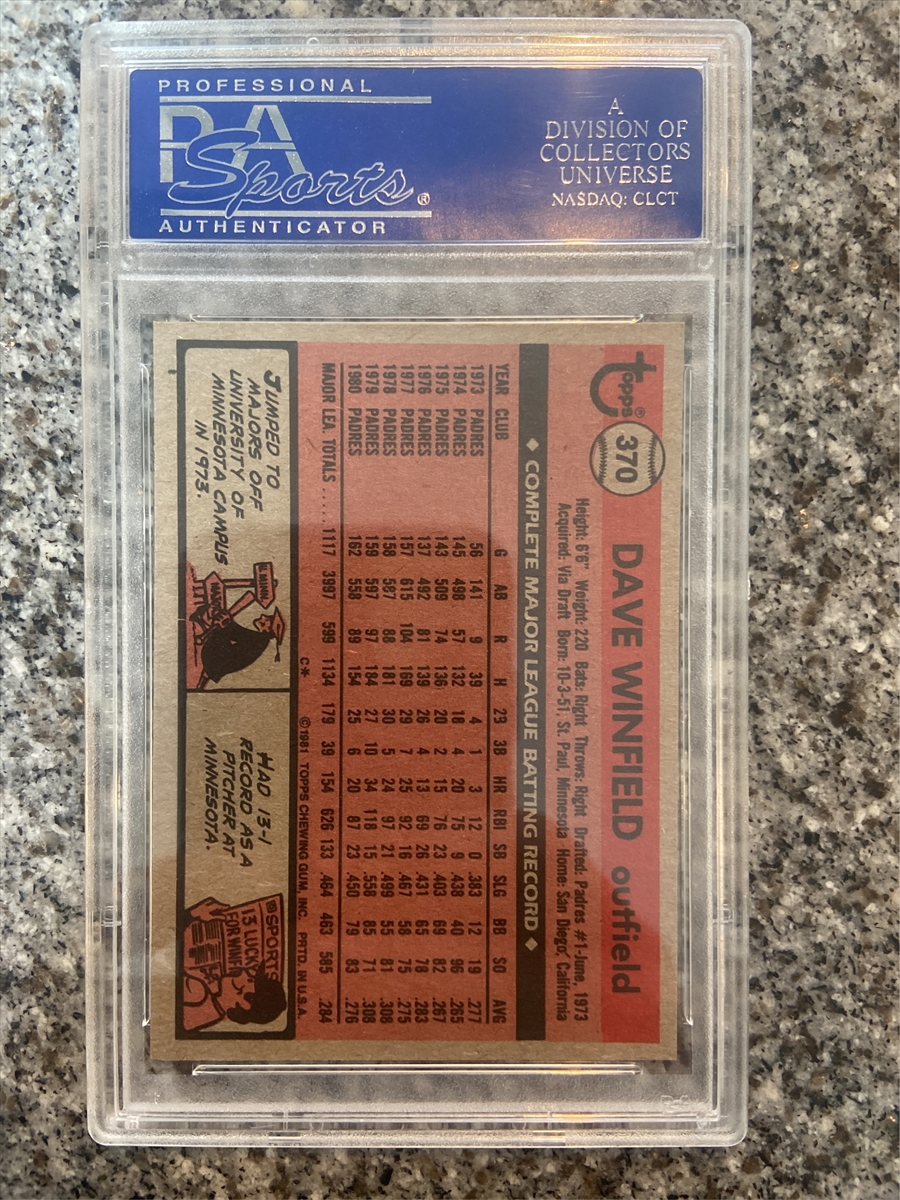 PROFESSIONAL
PSA
Sports®
AUTHENTICATOR
A
DIVISION OF
COLLECTORS
UNIVERSE
NASDAQ: CLCT
topps®
370
DAVE WINFIELD outfield
Height: 6'6" Weight: 220 Bats: Right Throws: Right Drafted: Padres #1-June, 1973
Acquired: Via Draft Born: 10-3-51, St. Paul, Minnesota Home: San Diego, California
◆ COMPLETE MAJOR LEAGUE BATTING RECORD ◆
YEAR CLUB G AB R H 2B 3B HR RBI SB SLG BB SO AVG
1973 PADRES 56 141 9 39 4 1 3 12 0 .383 12 19 .277
1974 PADRES 145 498 57 132 18 4 20 75 9 .438 40 96 .265
1975 PADRES 143 509 74 136 20 2 15 76 23 .403 69 82 .267
1976 PADRES 137 492 81 139 26 4 13 69 26 .431 65 78 .283
1977 PADRES 157 615 104 169 29 7 25 92 16 .467 58 75 .275
1978 PADRES 158 587 88 181 30 5 24 97 21 .499 55 81 .308
1979 PADRES 159 597 97 184 27 10 34 118 15 .558 85 71 .308
1980 PADRES 162 558 89 154 25 6 20 87 23 .450 79 83 .276
MAJOR LEA. TOTALS ..... 1117 3997 599 1134 179 39 154 626 133 .464 463 585 .284
C* ©1981 TOPPS CHEWING GUM, INC. PRTD. IN U.S.A.
JUMPED TO
MAJORS OFF
UNIVERSITY OF
MINNESOTA CAMPUS
IN 1973.
U. MINN.
MAJORS
HAD 13-1
RECORD AS A
PITCHER AT
MINNESOTA.
SPORTS
13 LUCKY
FOR WINF